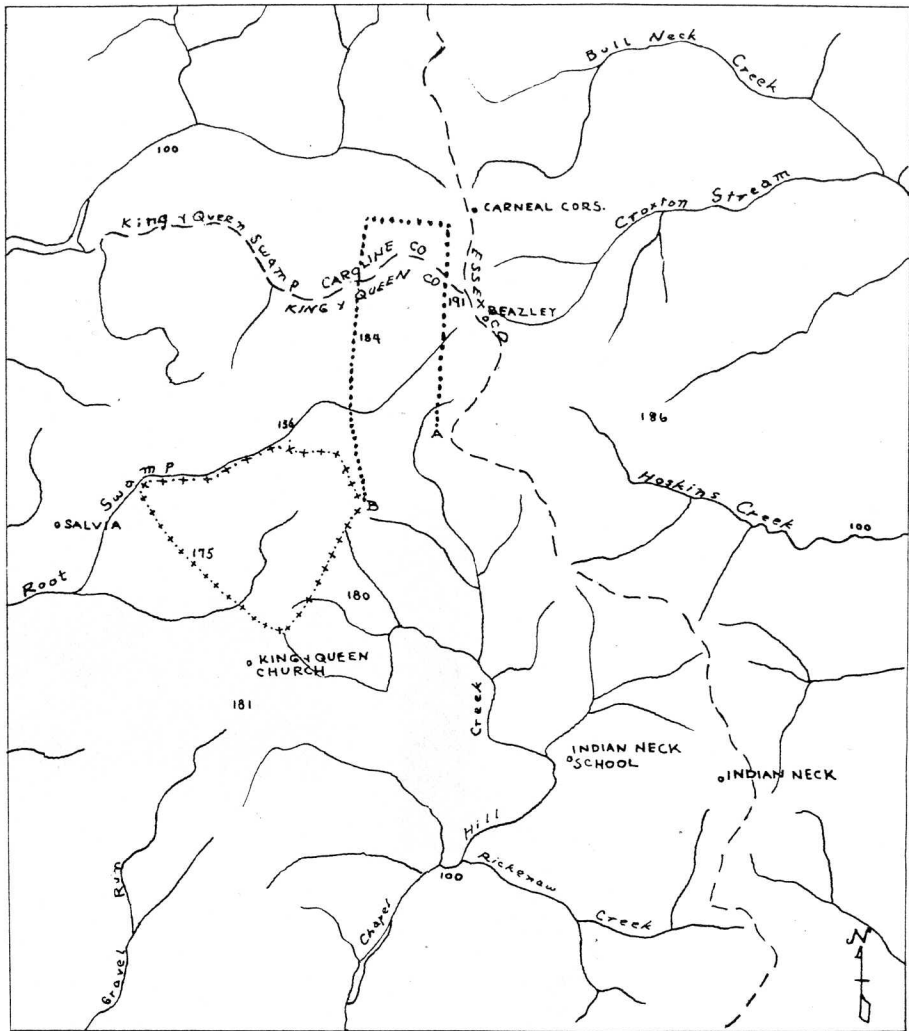 Bull Neck Creek
100
King & Queen Swamp
CARNEAL CORS.
Croxton Stream
CAROLINE CO
KING & QUEEN CO
ESSEX CO
191
BEAZLEY
184
186
136
A
Swamp
B
Hoskins Creek
SALVIA
100
175
Root
180
KING & QUEEN
CHURCH
181
Creek
INDIAN NECK
SCHOOL
INDIAN NECK
Hill
Rickenaw
100
Creek
Chapel
Gravel Run
N